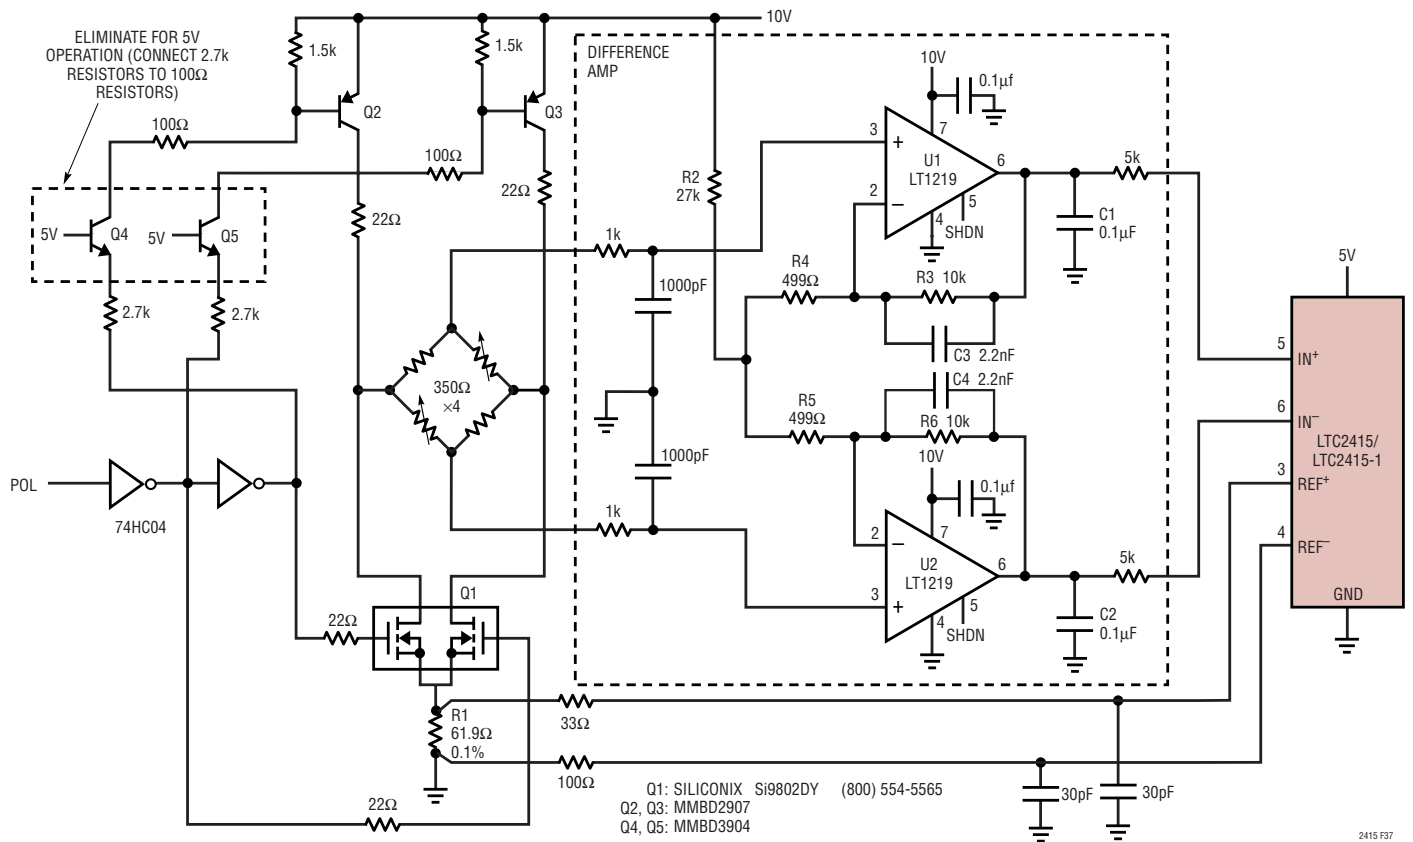 10V
ELIMINATE FOR 5V
OPERATION (CONNECT 2.7k
RESISTORS TO 100Ω
RESISTORS)
1.5k
1.5k
DIFFERENCE
AMP
10V
0.1µf
Q2
Q3
100Ω
100Ω
3
+
7
U1
LT1219
6
5k
R2
27k
22Ω
2
–
5
4
SHDN
C1
0.1µF
22Ω
5V
Q4
5V
Q5
1k
5V
R4
499Ω
R3 10k
1000pF
2.7k
2.7k
C3 2.2nF
5
IN+
350Ω
×4
C4 2.2nF
R5
499Ω
R6 10k
6
IN–
LTC2415/
LTC2415-1
10V
1000pF
3
REF+
POL
0.1µf
74HC04
1k
2
–
7
4
REF–
U2
LT1219
6
5k
3
+
5
4
SHDN
C2
0.1µF
GND
Q1
22Ω
R1
61.9Ω
0.1%
33Ω
100Ω
22Ω
30pF
30pF
Q1: SILICONIX Si9802DY (800) 554-5565
Q2, Q3: MMBD2907
Q4, Q5: MMBD3904
2415 F37